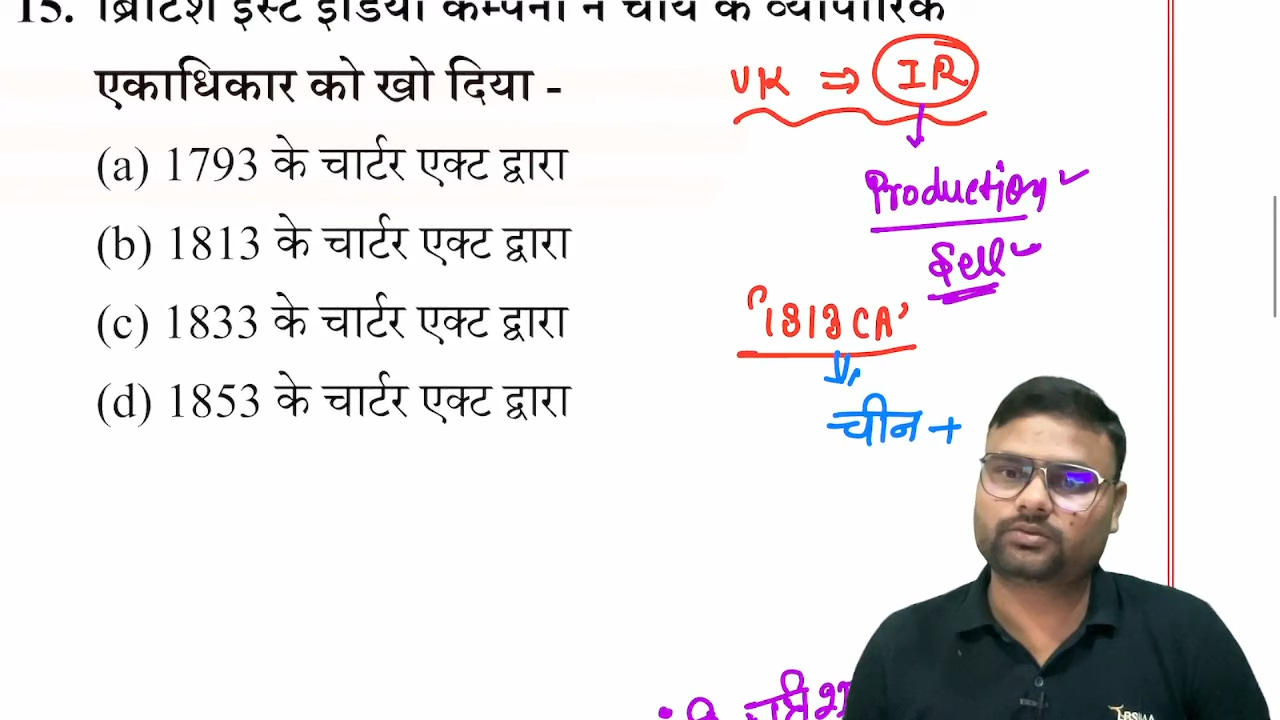 15. ब्रिटिश ईस्ट इंडिया कम्पनी ने चाय के व्यापारिक
एकाधिकार को खो दिया -
(a) 1793 के चार्टर एक्ट द्वारा
(b) 1813 के चार्टर एक्ट द्वारा
(c) 1833 के चार्टर एक्ट द्वारा
(d) 1853 के चार्टर एक्ट द्वारा
UK ⇒ IR
Production
Sell
'1813 CA'
चीन +